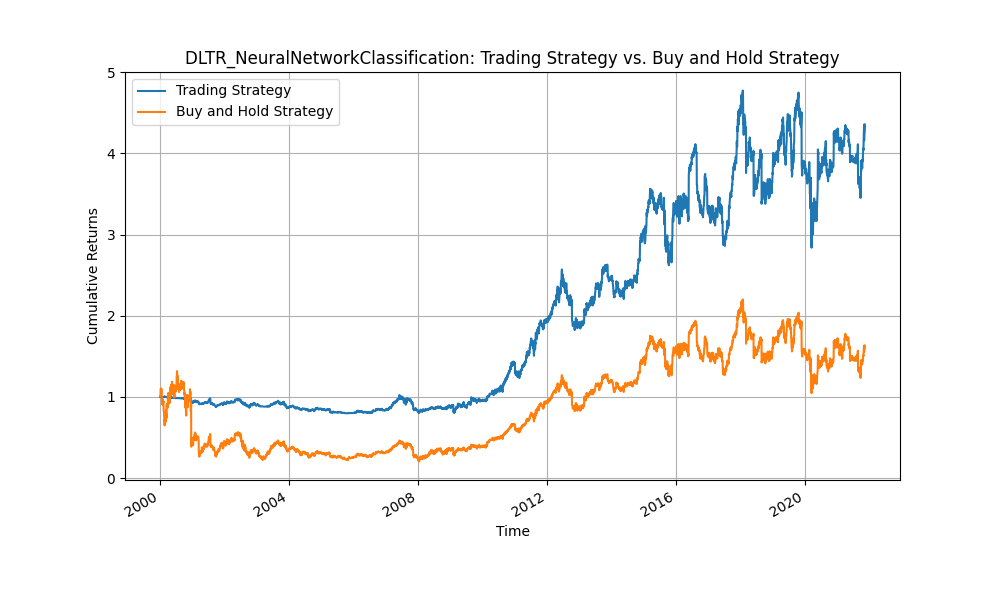 DLTR_NeuralNetworkClassification: Trading Strategy vs. Buy and Hold Strategy
Trading Strategy
Buy and Hold Strategy
Cumulative Returns
5
4
3
2
1
0
2000
2004
2008
2012
2016
2020
Time